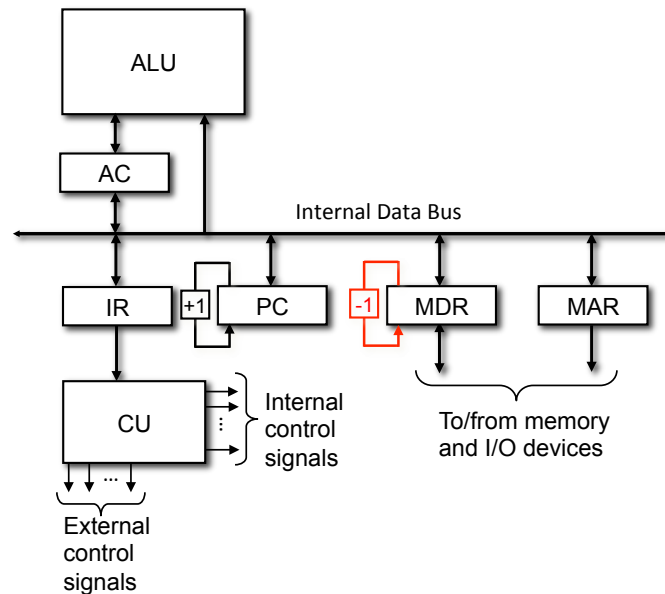 ALU
AC
Internal Data Bus
IR
+1
PC
-1
MDR
MAR
CU
...
...
Internal
control
signals
To/from memory
and I/O devices
External
control
signals